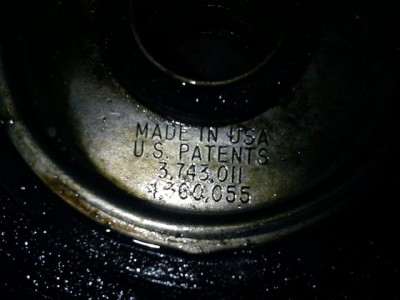 MADE IN USA
U.S. PATENTS
3,743,011
4,360,055